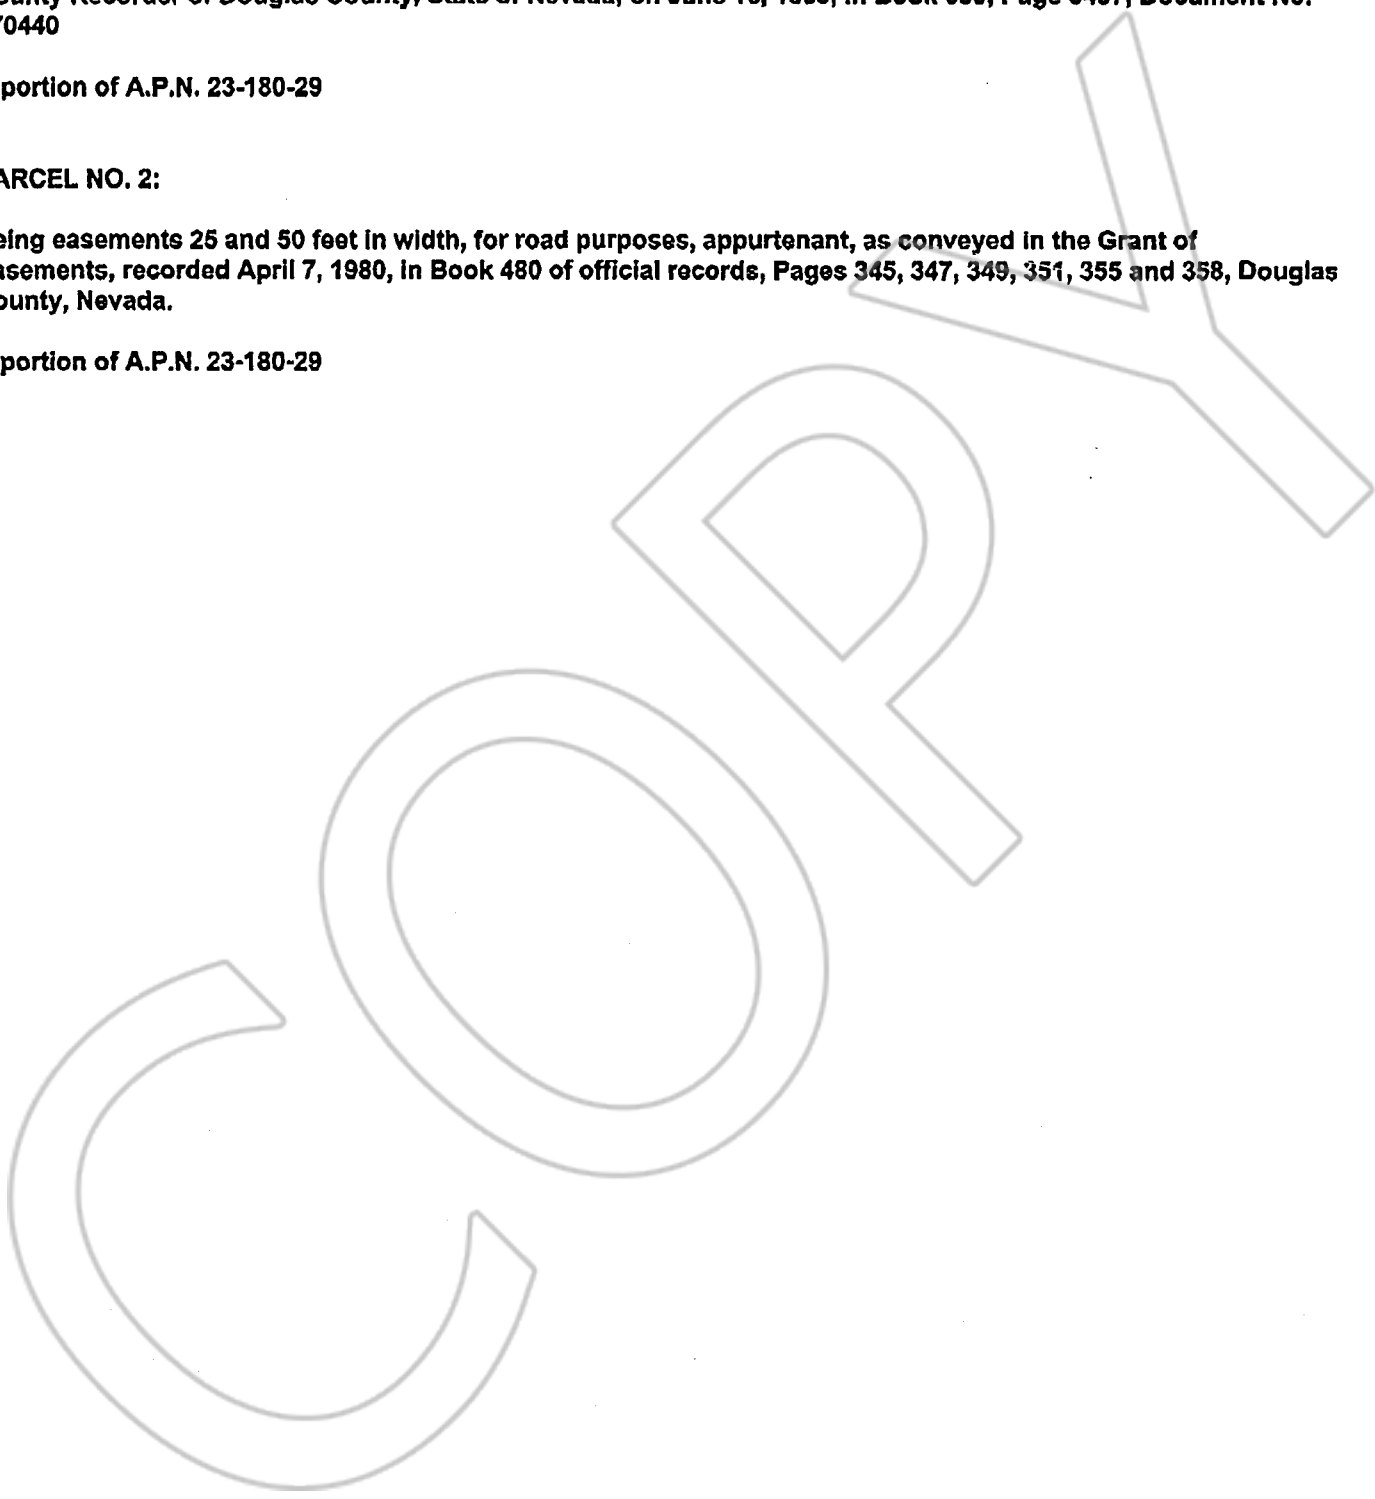 70440
portion of A.P.N. 23-180-29
ARCEL NO. 2:
eing easements 25 and 50 feet in width, for road purposes, appurtenant, as conveyed in the Grant of
asements, recorded April 7, 1980, in Book 480 of official records, Pages 345, 347, 349, 351, 355 and 358, Douglas
ounty, Nevada.
portion of A.P.N. 23-180-29
COPY